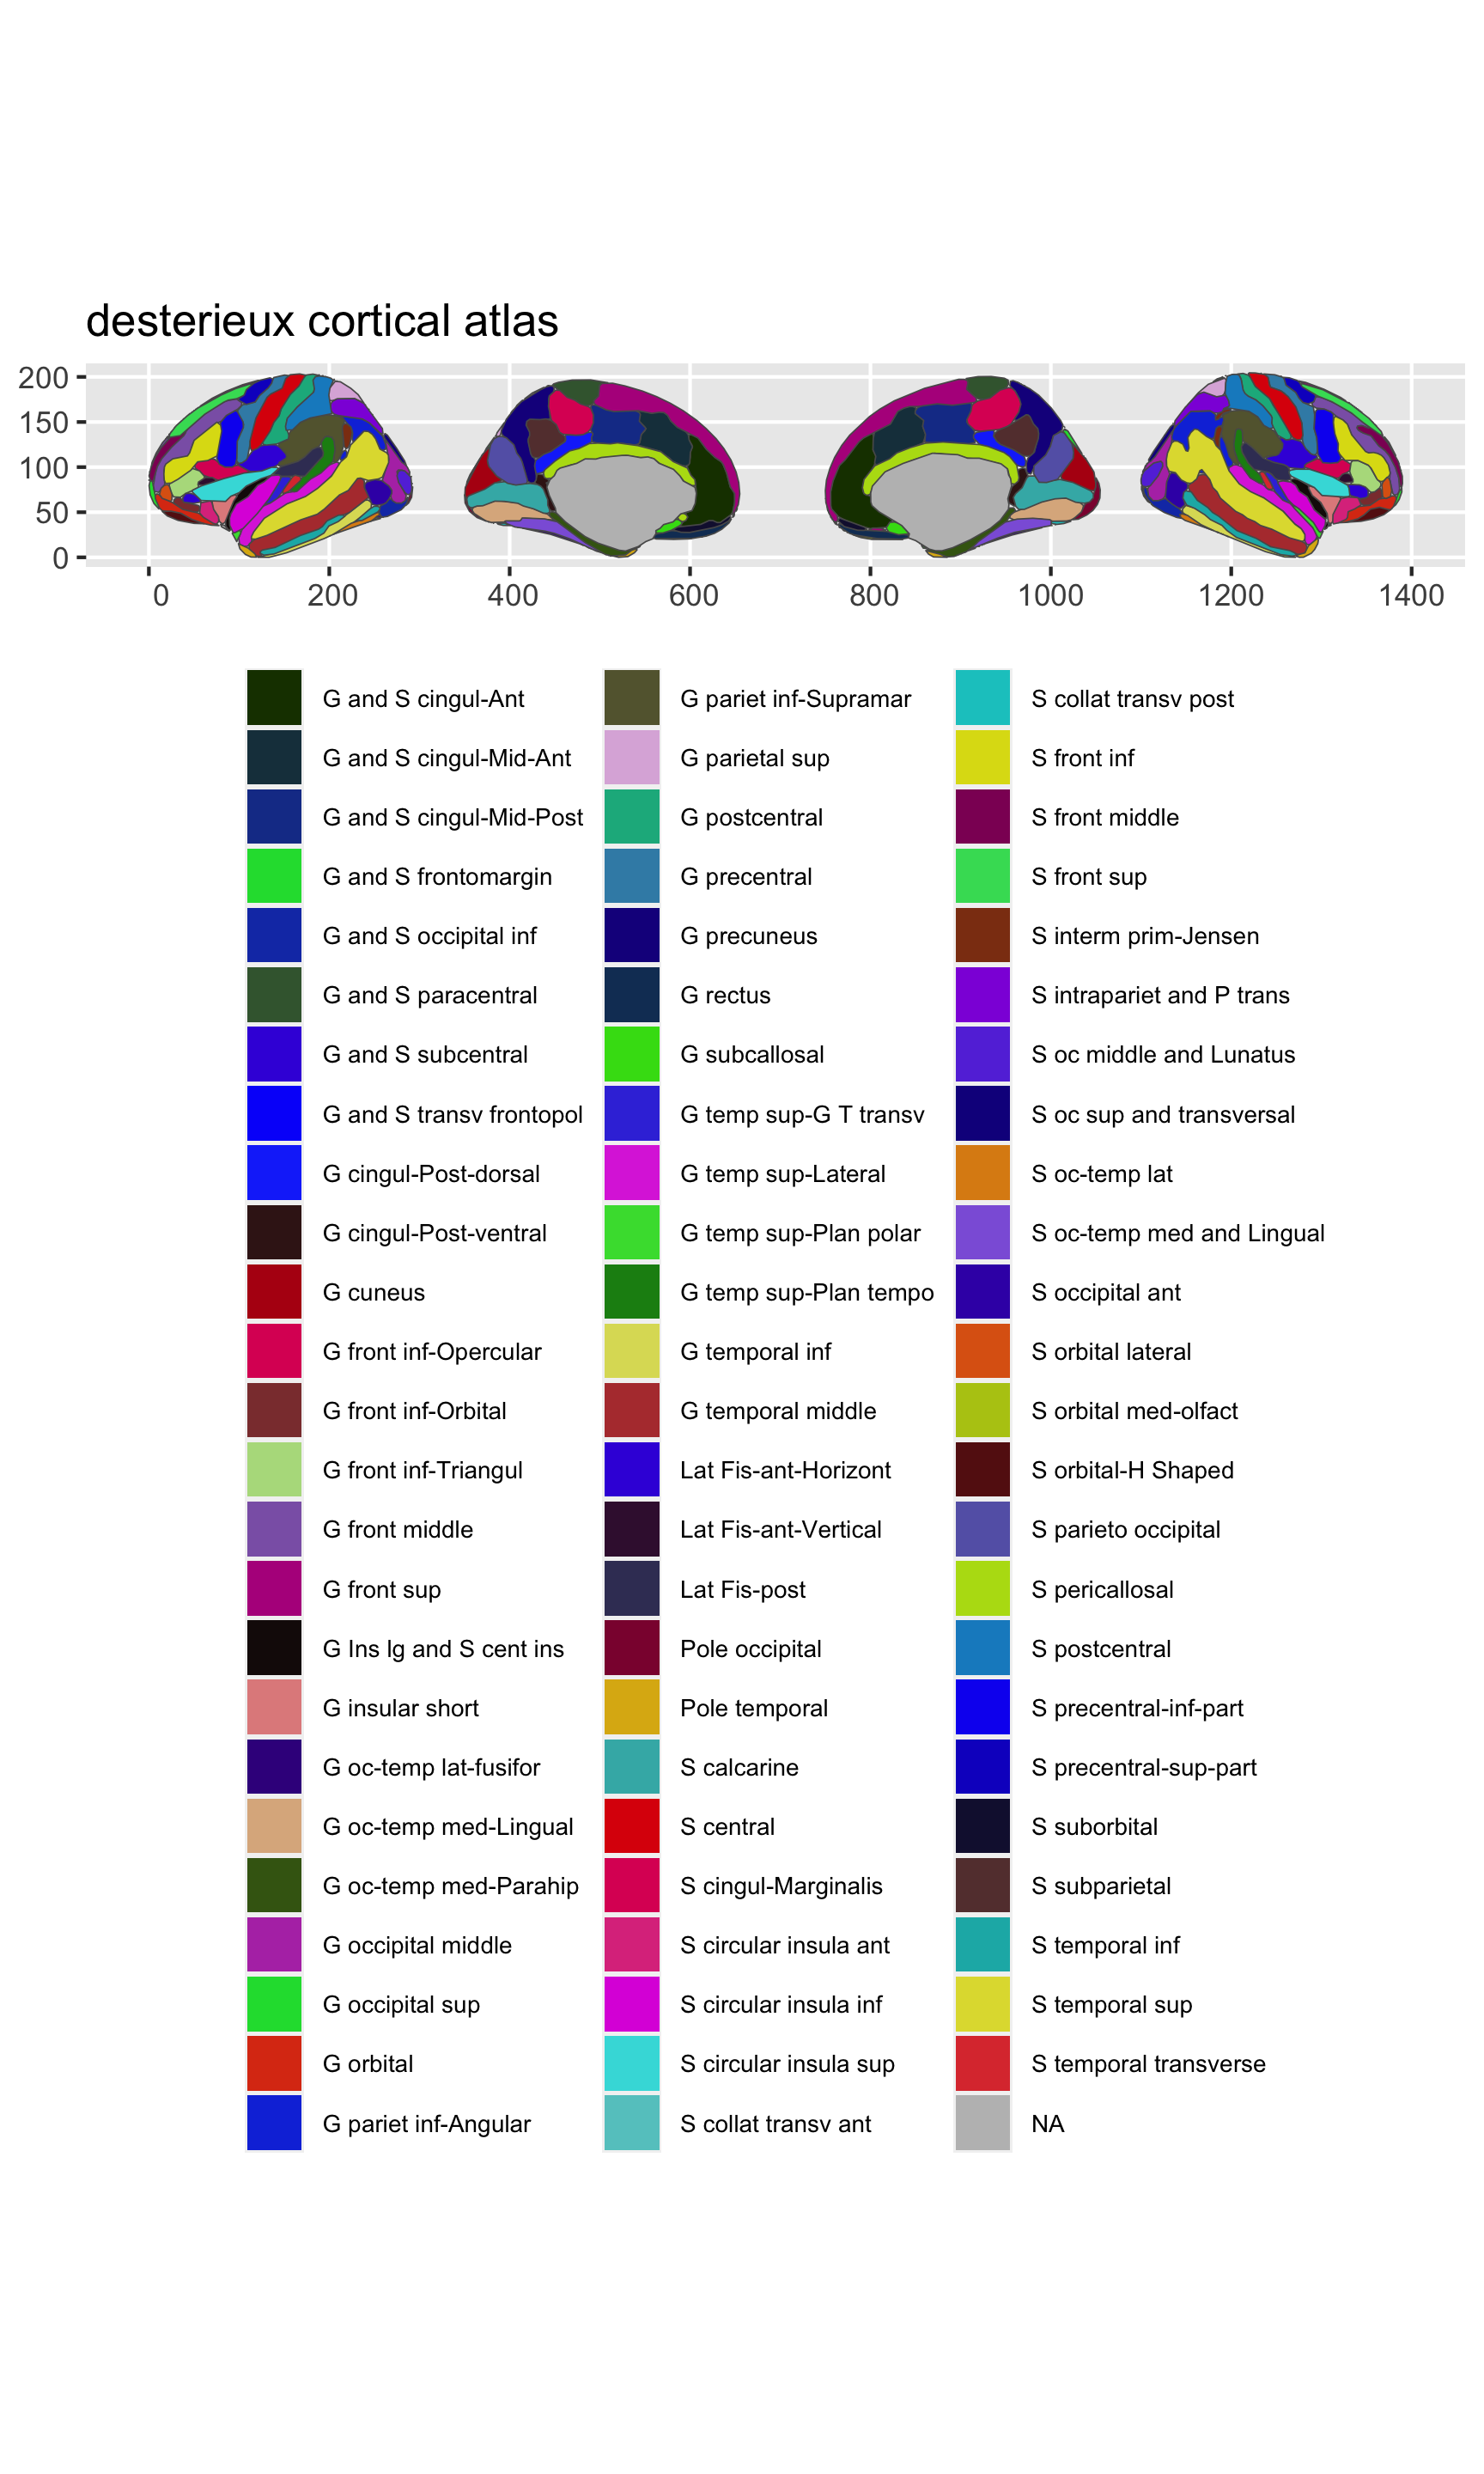 desterieux cortical atlas
200
150
100
50
0
0 200 400 600 800 1000 1200 1400
G and S cingul-Ant
G and S cingul-Mid-Ant
G and S cingul-Mid-Post
G and S frontomargin
G and S occipital inf
G and S paracentral
G and S subcentral
G and S transv frontopol
G cingul-Post-dorsal
G cingul-Post-ventral
G cuneus
G front inf-Opercular
G front inf-Orbital
G front inf-Triangul
G front middle
G front sup
G Ins lg and S cent ins
G insular short
G oc-temp lat-fusifor
G oc-temp med-Lingual
G oc-temp med-Parahip
G occipital middle
G occipital sup
G orbital
G pariet inf-Angular
G pariet inf-Supramar
G parietal sup
G postcentral
G precentral
G precuneus
G rectus
G subcallosal
G temp sup-G T transv
G temp sup-Lateral
G temp sup-Plan polar
G temp sup-Plan tempo
G temporal inf
G temporal middle
Lat Fis-ant-Horizont
Lat Fis-ant-Vertical
Lat Fis-post
Pole occipital
Pole temporal
S calcarine
S central
S cingul-Marginalis
S circular insula ant
S circular insula inf
S circular insula sup
S collat transv ant
S collat transv post
S front inf
S front middle
S front sup
S interm prim-Jensen
S intrapariet and P trans
S oc middle and Lunatus
S oc sup and transversal
S oc-temp lat
S oc-temp med and Lingual
S occipital ant
S orbital lateral
S orbital med-olfact
S orbital-H Shaped
S parieto occipital
S pericallosal
S postcentral
S precentral-inf-part
S precentral-sup-part
S suborbital
S subparietal
S temporal inf
S temporal sup
S temporal transverse
NA